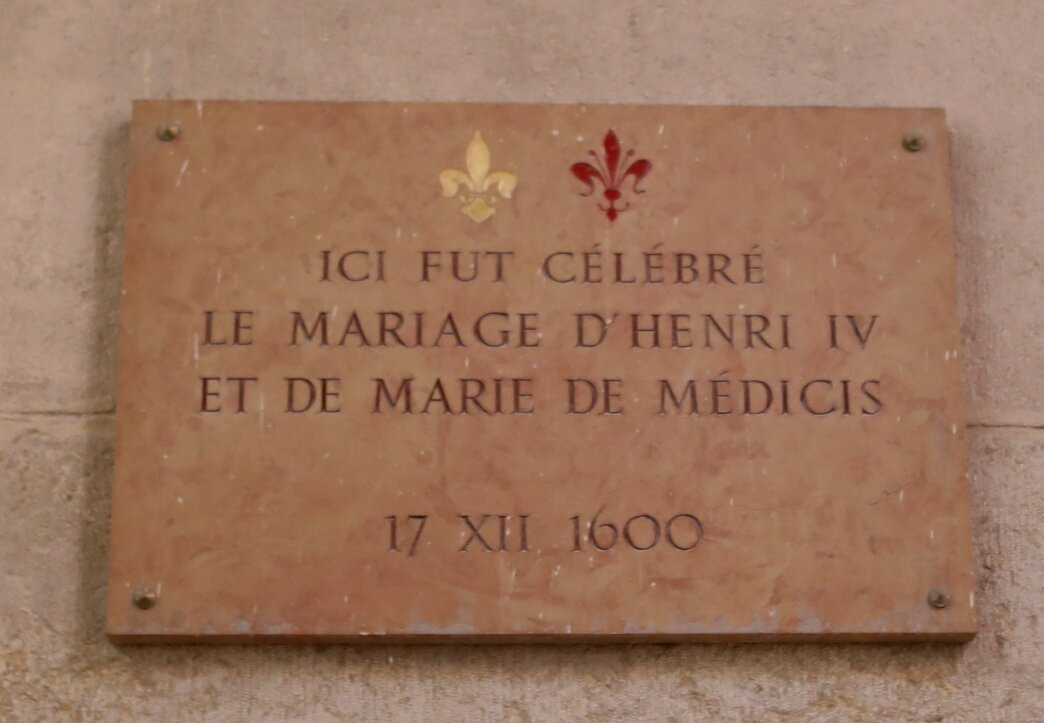 ICI FUT CÉLÉBRÉ
LE MARIAGE D'HENRI IV
ET DE MARIE DE MÉDICIS
17 XII 1600